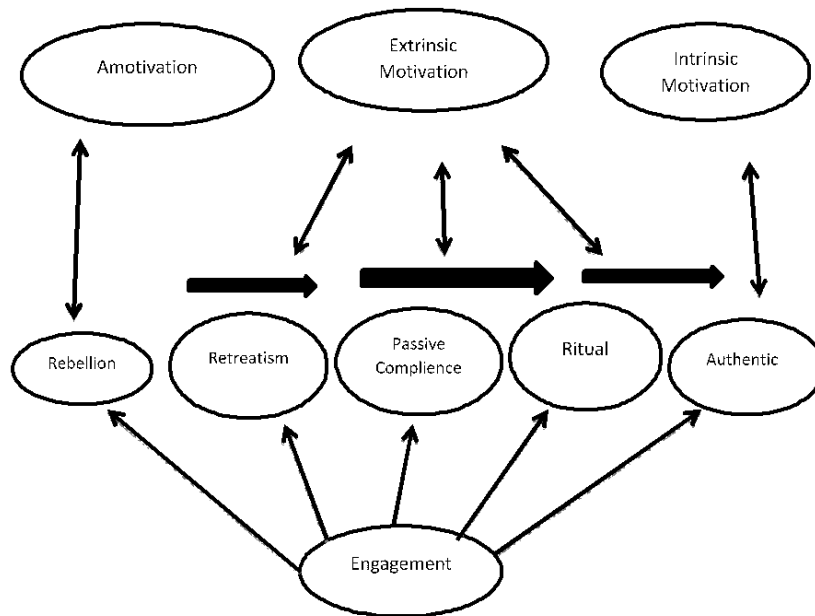 Amotivation
Extrinsic
Motivation
Intrinsic
Motivation
Rebellion
Retreatism
Passive
Complience
Ritual
Authentic
Engagement